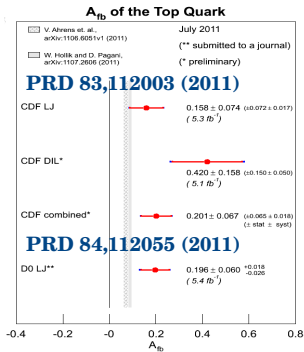 A_fb of the Top Quark
V. Ahrens et. al.,
arXiv:1106.6051v1 (2011)
W. Hollik and D. Pagani,
arXiv:1107.2606 (2011)
July 2011
(** submitted to a journal)
(* preliminary)
PRD 83,112003 (2011)
CDF LJ
0.158 ± 0.074 (±0.072 ± 0.017)
( 5.3 fb⁻¹)
CDF DIL*
0.420 ± 0.158 (±0.150 ± 0.050)
( 5.1 fb⁻¹)
CDF combined*
0.201 ± 0.067 (±0.065 ± 0.018)
(± stat ± syst)
PRD 84,112055 (2011)
D0 LJ**
0.196 ± 0.060 +0.018 -0.026
( 5.4 fb⁻¹)
-0.4 -0.2 0 0.2 0.4 0.6 0.8
A_fb